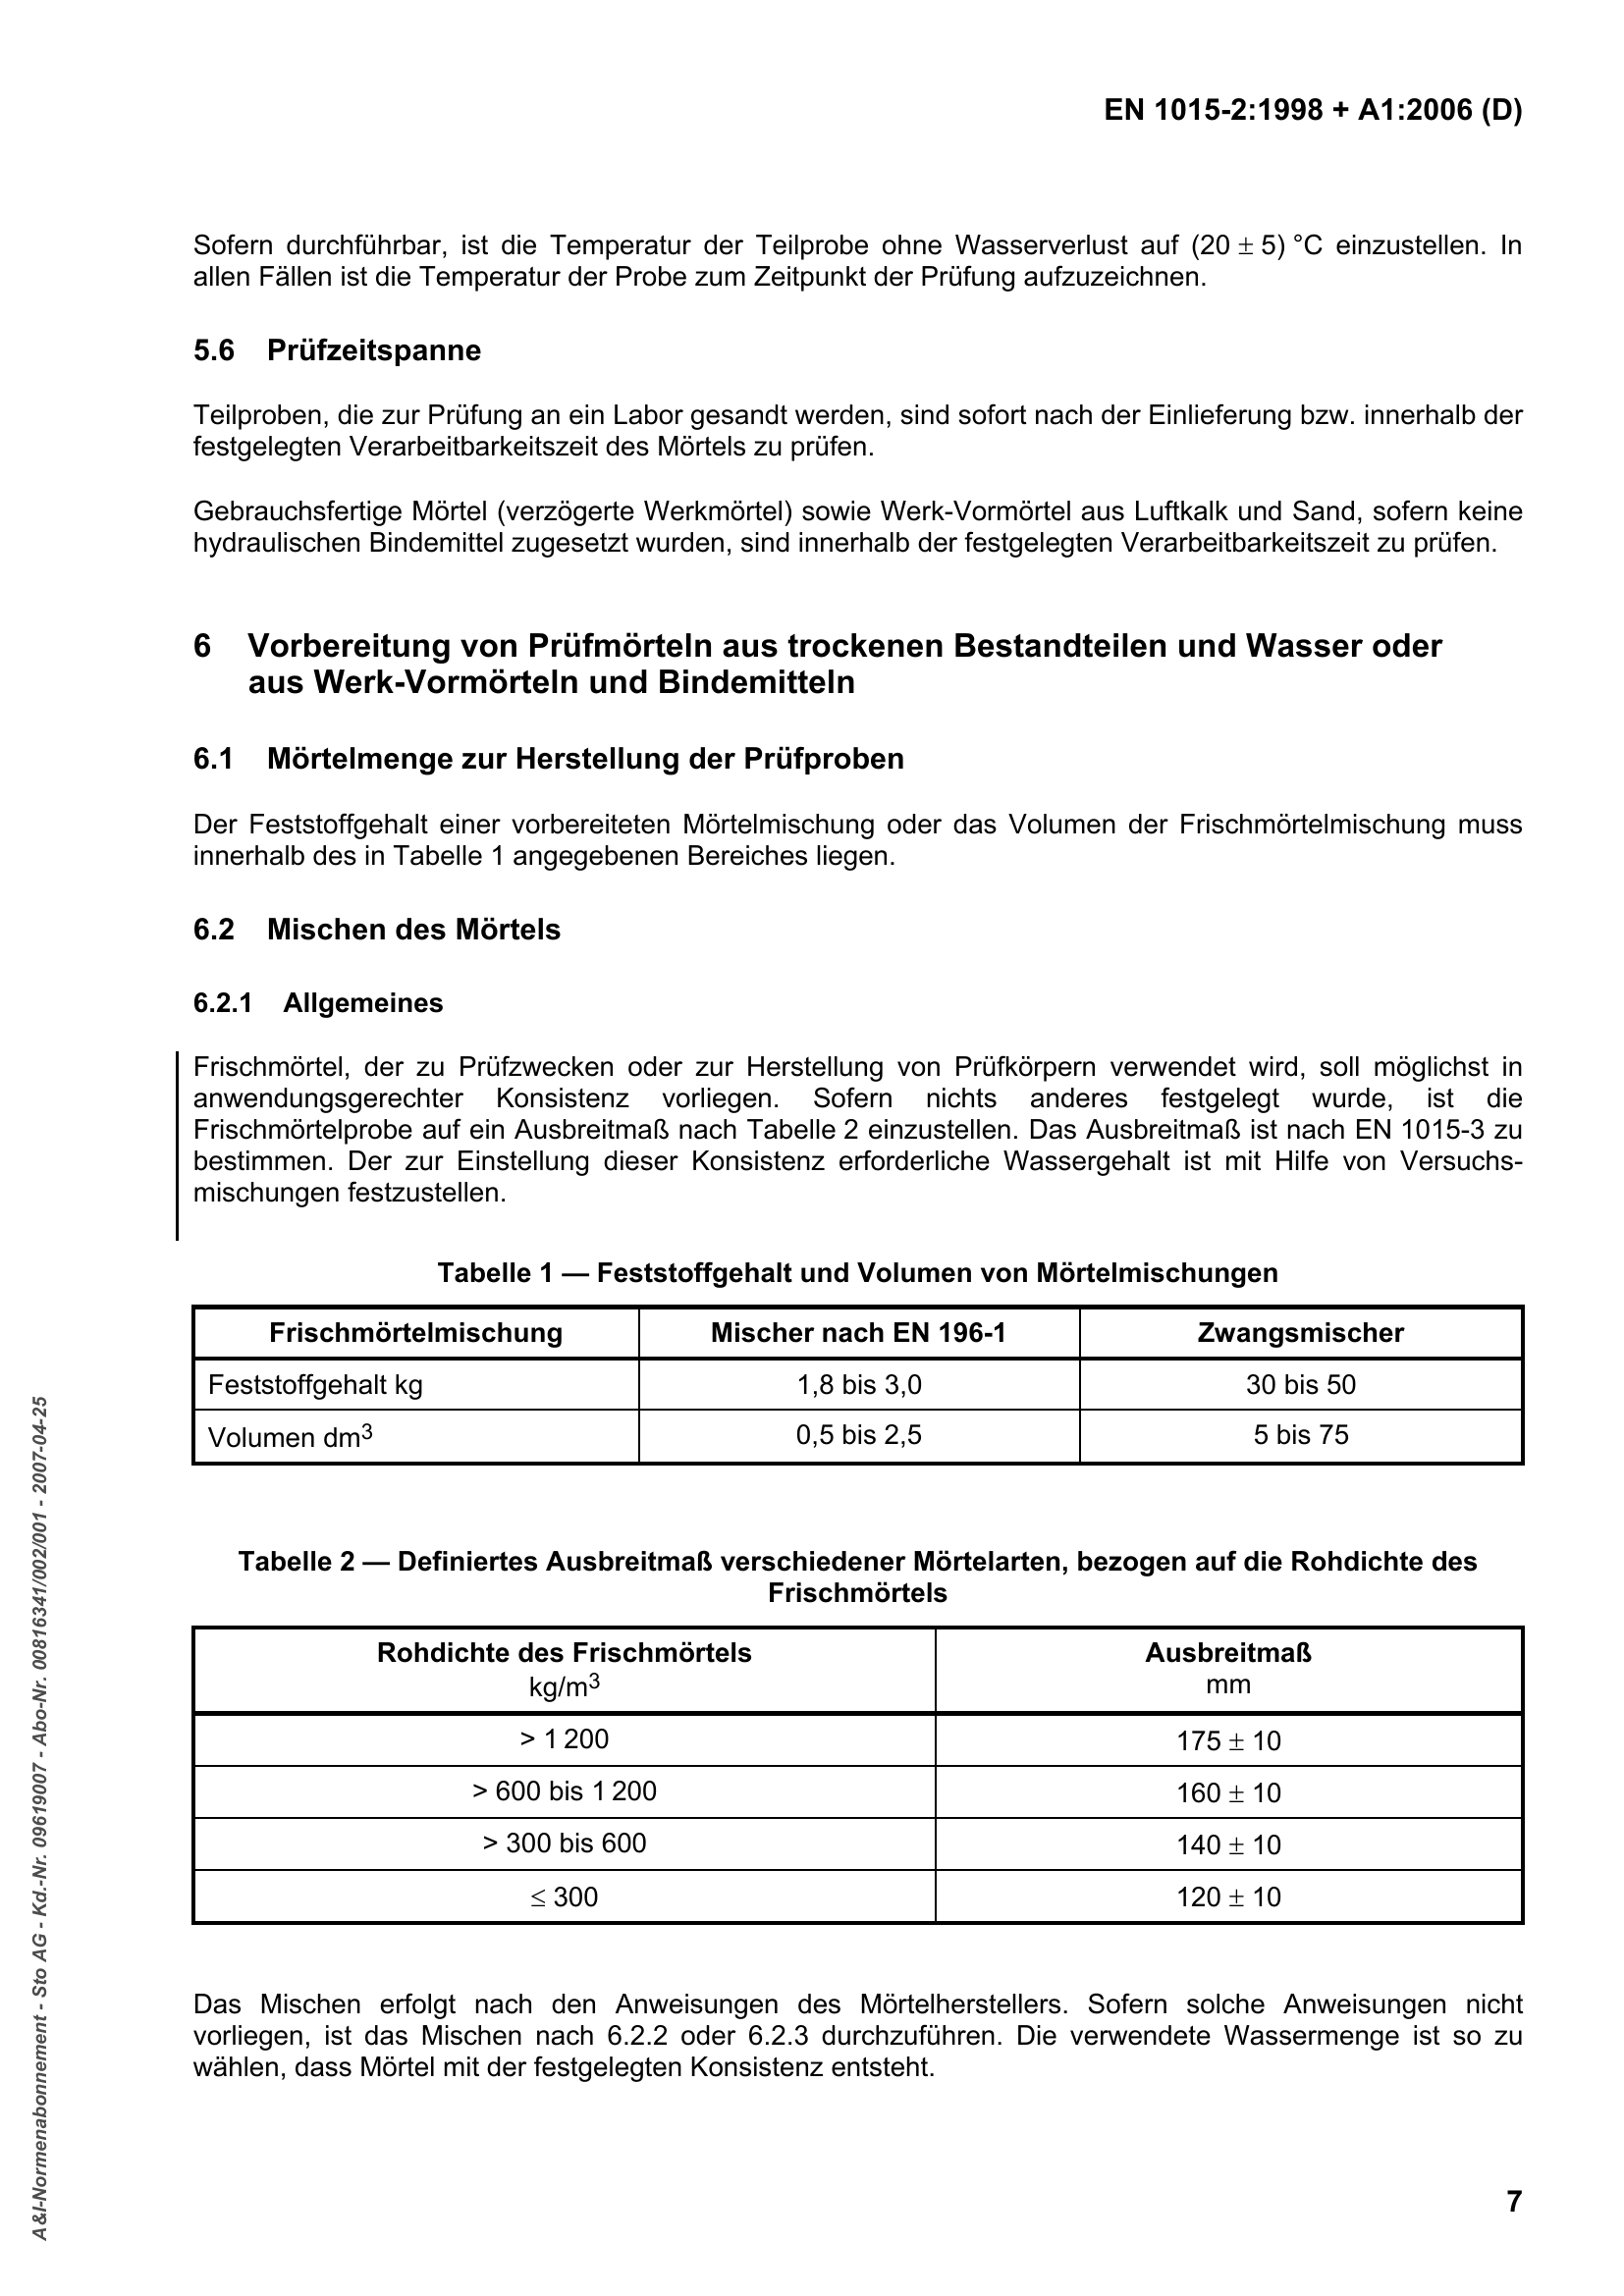 EN 1015-2:1998 + A1:2006 (D)
Sofern durchführbar, ist die Temperatur der Teilprobe ohne Wasserverlust auf (20 ± 5) °C einzustellen. In
allen Fällen ist die Temperatur der Probe zum Zeitpunkt der Prüfung aufzuzeichnen.
5.6 Prüfzeitspanne
Teilproben, die zur Prüfung an ein Labor gesandt werden, sind sofort nach der Einlieferung bzw. innerhalb der
festgelegten Verarbeitbarkeitszeit des Mörtels zu prüfen.
Gebrauchsfertige Mörtel (verzögerte Werkmörtel) sowie Werk-Vormörtel aus Luftkalk und Sand, sofern keine
hydraulischen Bindemittel zugesetzt wurden, sind innerhalb der festgelegten Verarbeitbarkeitszeit zu prüfen.
6 Vorbereitung von Prüfmörteln aus trockenen Bestandteilen und Wasser oder
aus Werk-Vormörteln und Bindemitteln
6.1 Mörtelmenge zur Herstellung der Prüfproben
Der Feststoffgehalt einer vorbereiteten Mörtelmischung oder das Volumen der Frischmörtelmischung muss
innerhalb des in Tabelle 1 angegebenen Bereiches liegen.
6.2 Mischen des Mörtels
6.2.1 Allgemeines
Frischmörtel, der zu Prüfzwecken oder zur Herstellung von Prüfkörpern verwendet wird, soll möglichst in
anwendungsgerechter Konsistenz vorliegen. Sofern nichts anderes festgelegt wurde, ist die
Frischmörtelprobe auf ein Ausbreitmaß nach Tabelle 2 einzustellen. Das Ausbreitmaß ist nach EN 1015-3 zu
bestimmen. Der zur Einstellung dieser Konsistenz erforderliche Wassergehalt ist mit Hilfe von Versuchs-
mischungen festzustellen.
Tabelle 1 — Feststoffgehalt und Volumen von Mörtelmischungen
Frischmörtelmischung Mischer nach EN 196-1 Zwangsmischer
Feststoffgehalt kg 1,8 bis 3,0 30 bis 50
Volumen dm³ 0,5 bis 2,5 5 bis 75
Tabelle 2 — Definiertes Ausbreitmaß verschiedener Mörtelarten, bezogen auf die Rohdichte des
Frischmörtels
Rohdichte des Frischmörtels Ausbreitmaß
kg/m³ mm
> 1 200 175 ± 10
> 600 bis 1 200 160 ± 10
> 300 bis 600 140 ± 10
≤ 300 120 ± 10
Das Mischen erfolgt nach den Anweisungen des Mörtelherstellers. Sofern solche Anweisungen nicht
vorliegen, ist das Mischen nach 6.2.2 oder 6.2.3 durchzuführen. Die verwendete Wassermenge ist so zu
wählen, dass Mörtel mit der festgelegten Konsistenz entsteht.
7
A&I-Normenabonnement - Sto AG - Kd.-Nr. 09619007 - Abo-Nr. 00816341/002/001 - 2007-04-25